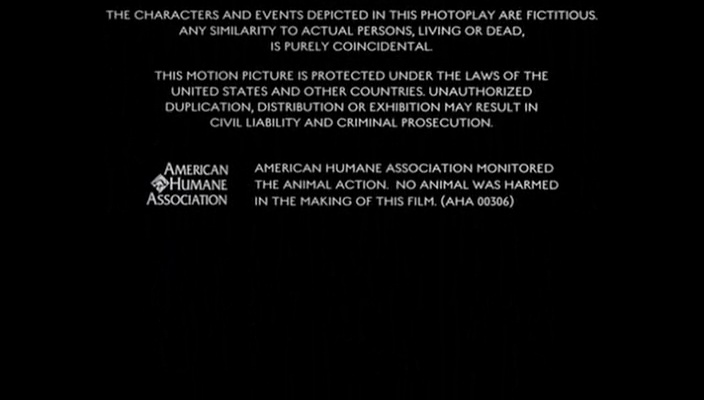 THE CHARACTERS AND EVENTS DEPICTED IN THIS PHOTOPLAY ARE FICTITIOUS.
ANY SIMILARITY TO ACTUAL PERSONS, LIVING OR DEAD,
IS PURELY COINCIDENTAL.
THIS MOTION PICTURE IS PROTECTED UNDER THE LAWS OF THE
UNITED STATES AND OTHER COUNTRIES. UNAUTHORIZED
DUPLICATION, DISTRIBUTION OR EXHIBITION MAY RESULT IN
CIVIL LIABILITY AND CRIMINAL PROSECUTION.
AMERICAN
HUMANE
ASSOCIATION
AMERICAN HUMANE ASSOCIATION MONITORED
THE ANIMAL ACTION. NO ANIMAL WAS HARMED
IN THE MAKING OF THIS FILM. (AHA 00306)